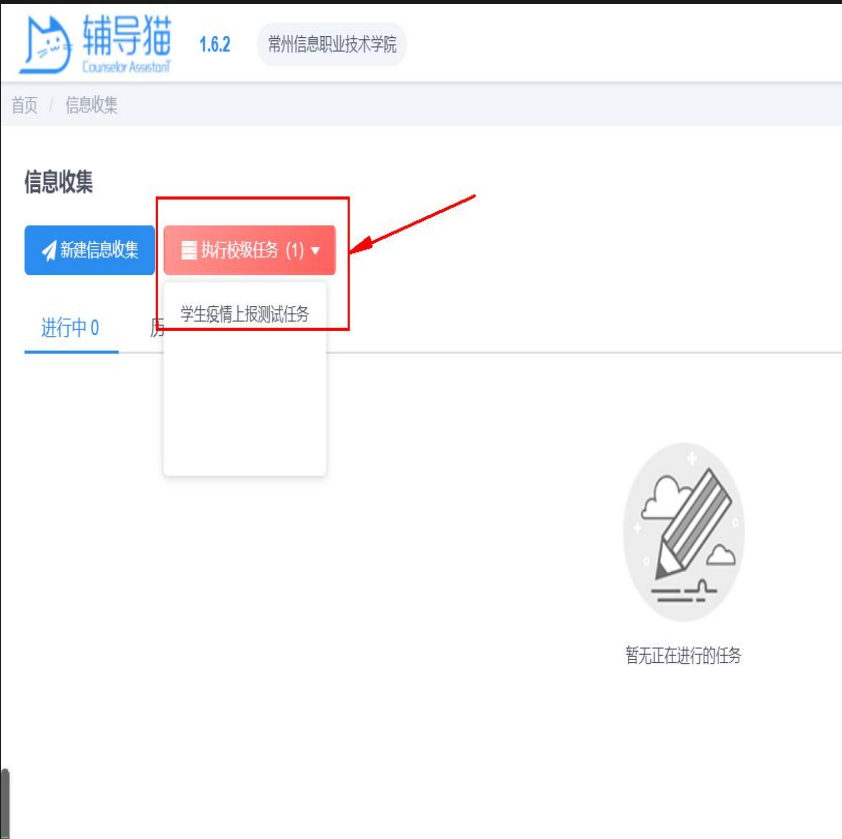 辅导猫
Counselor Assistant
1.6.2
常州信息职业技术学院
首页 / 信息收集
信息收集
新建信息收集
执行校级任务 (1)
学生疫情上报测试任务
进行中 0
历
暂无正在进行的任务